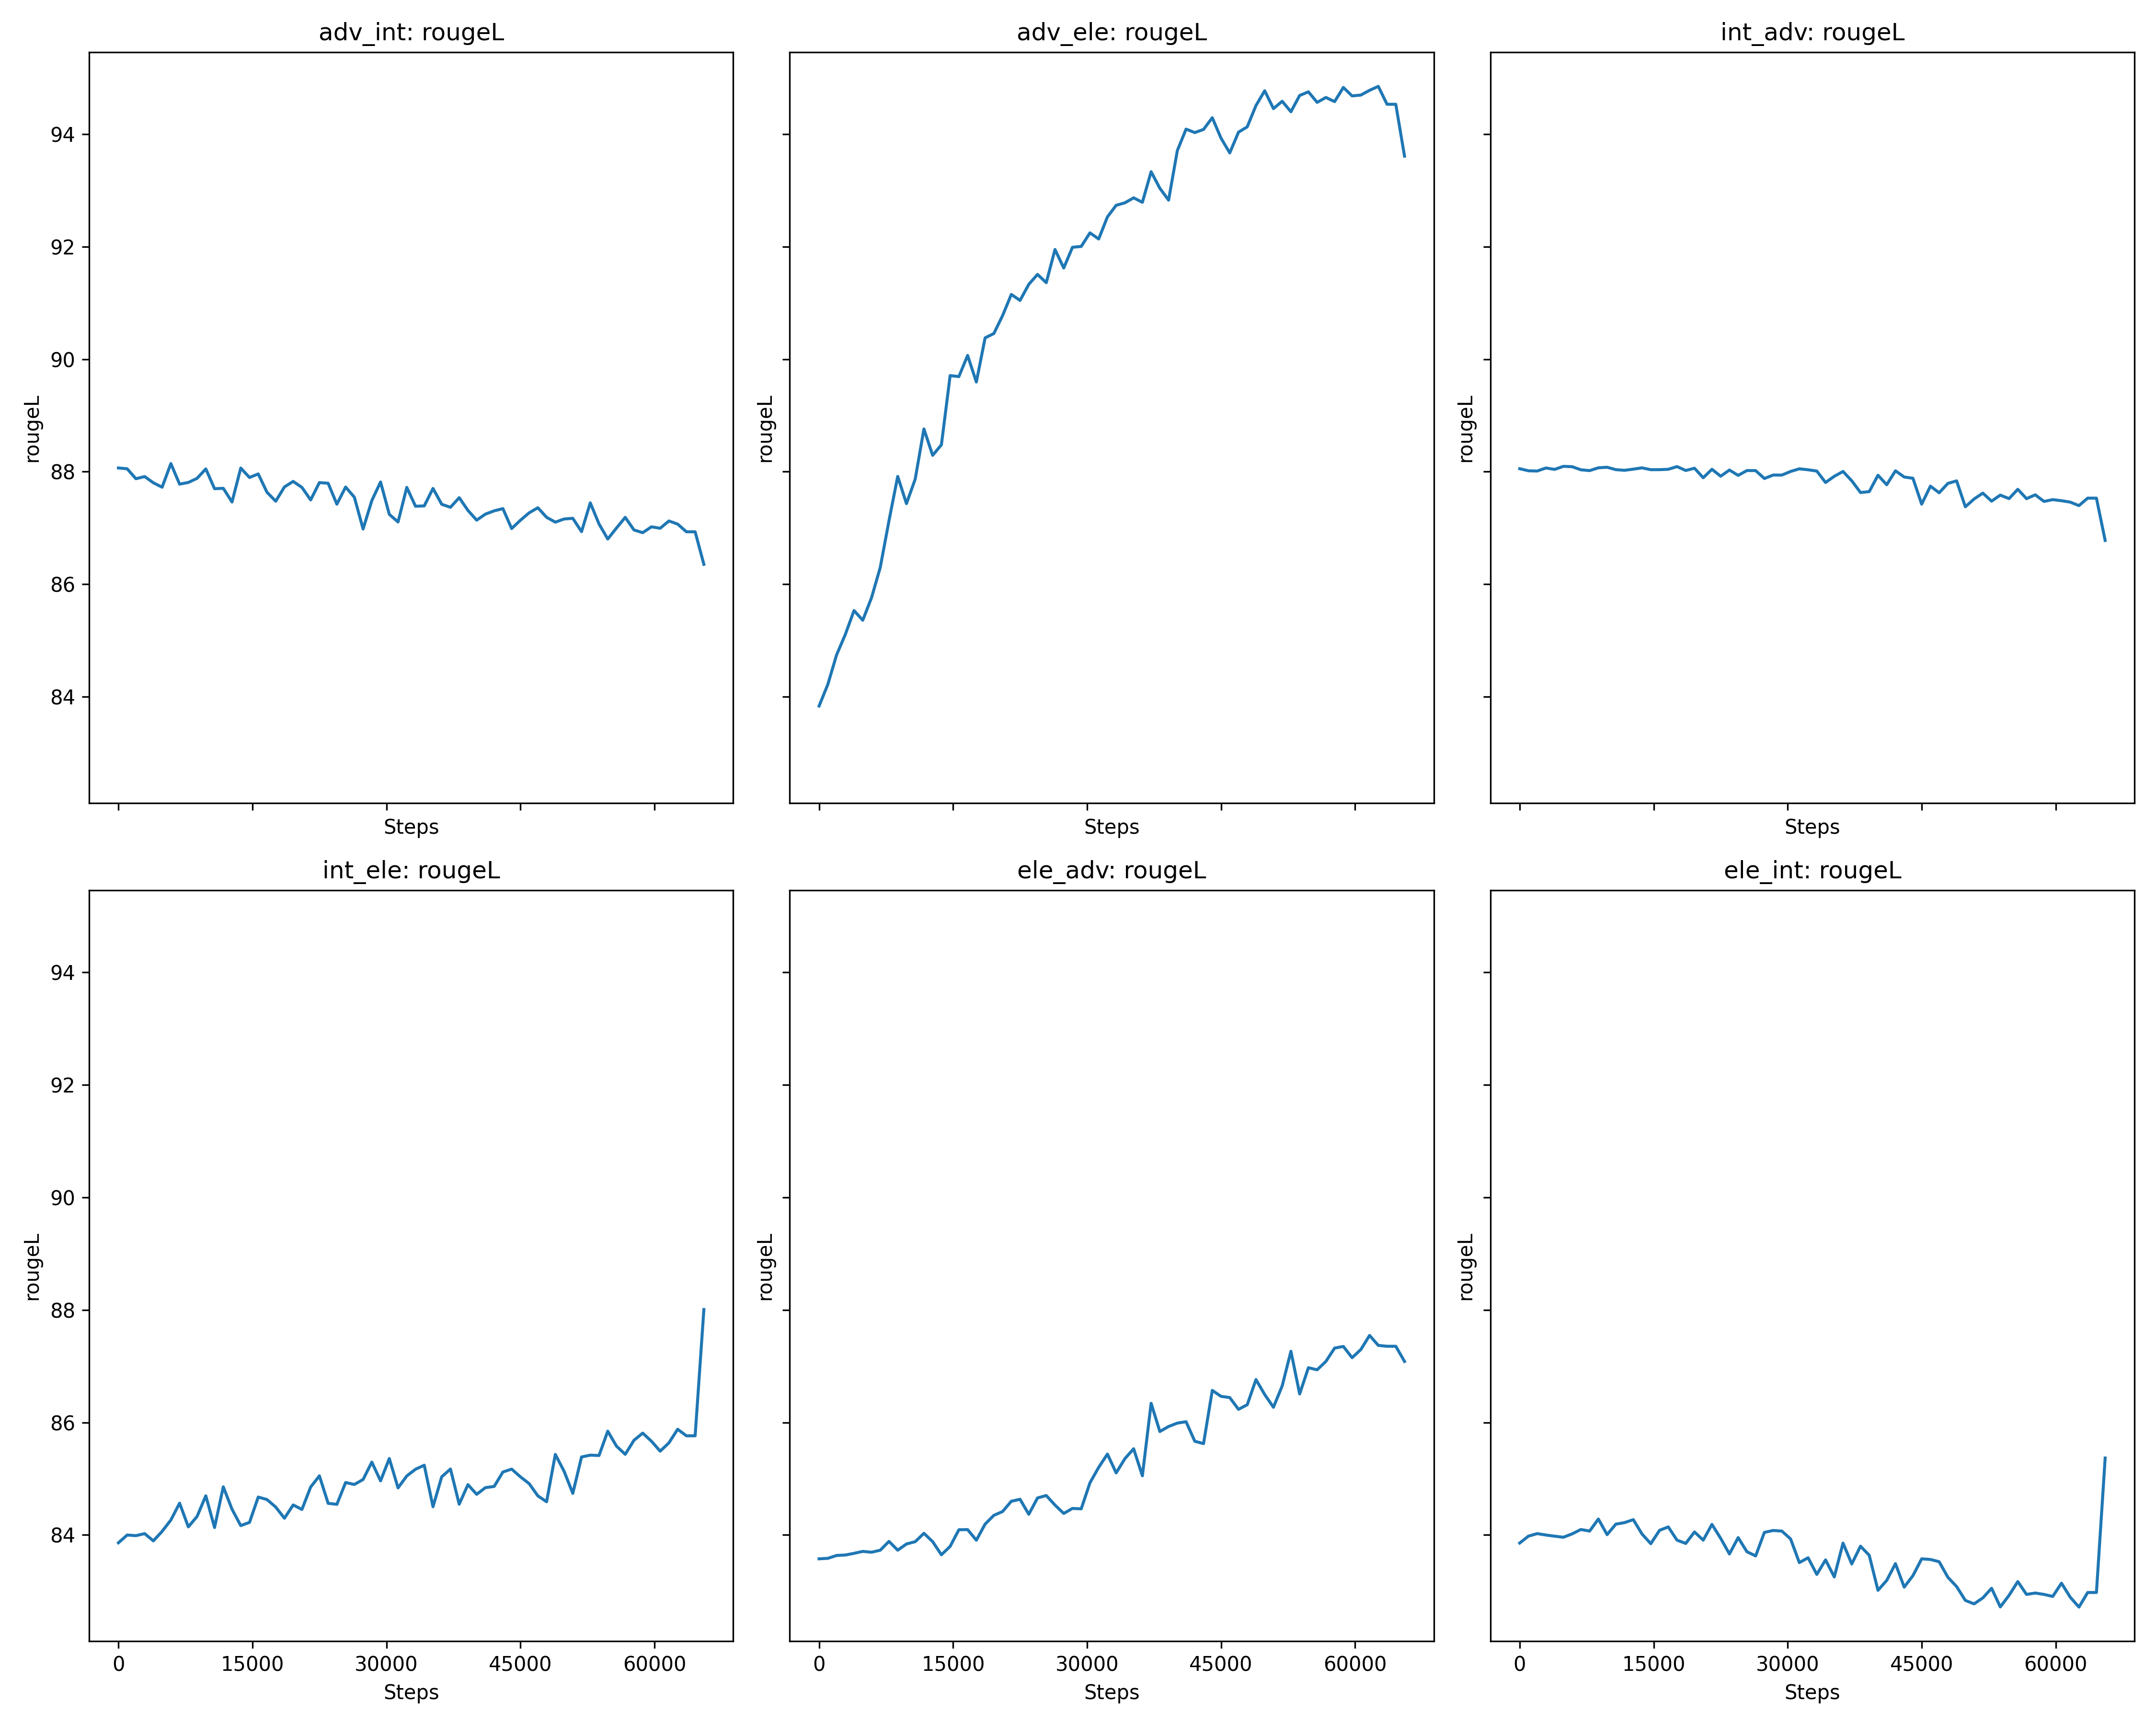 adv_int: rougeL
adv_ele: rougeL
int_adv: rougeL
94
92
90
88
86
84
rougeL
rougeL
rougeL
Steps
Steps
Steps
int_ele: rougeL
ele_adv: rougeL
ele_int: rougeL
94
92
90
88
86
84
rougeL
rougeL
rougeL
0 15000 30000 45000 60000
0 15000 30000 45000 60000
0 15000 30000 45000 60000
Steps
Steps
Steps